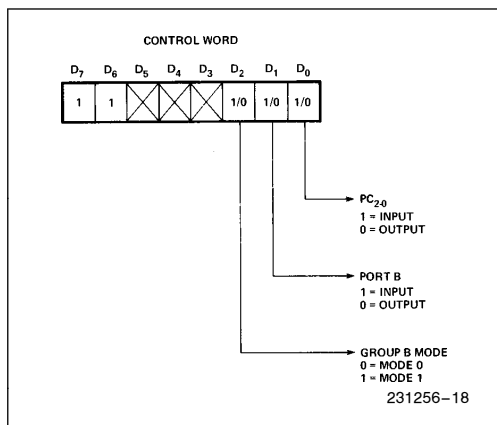 CONTROL WORD
D7 D6 D5 D4 D3 D2 D1 D0
1 1 1/0 1/0 1/0
PC2-0
1 = INPUT
0 = OUTPUT
PORT B
1 = INPUT
0 = OUTPUT
GROUP B MODE
0 = MODE 0
1 = MODE 1
231256–18